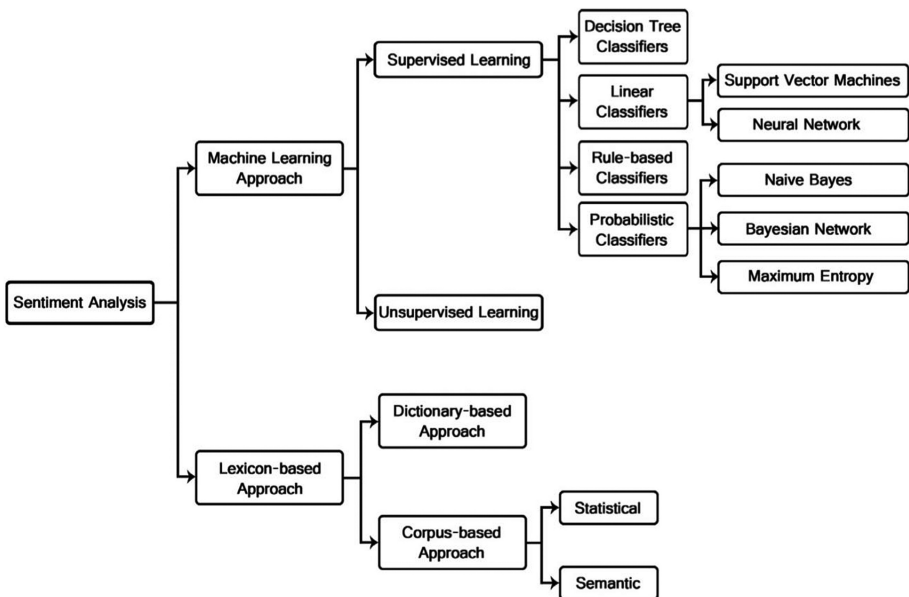 Sentiment Analysis
Machine Learning
Approach
Lexicon-based
Approach
Supervised Learning
Unsupervised Learning
Dictionary-based
Approach
Corpus-based
Approach
Decision Tree
Classifiers
Linear
Classifiers
Rule-based
Classifiers
Probabilistic
Classifiers
Statistical
Semantic
Support Vector Machines
Neural Network
Naive Bayes
Bayesian Network
Maximum Entropy